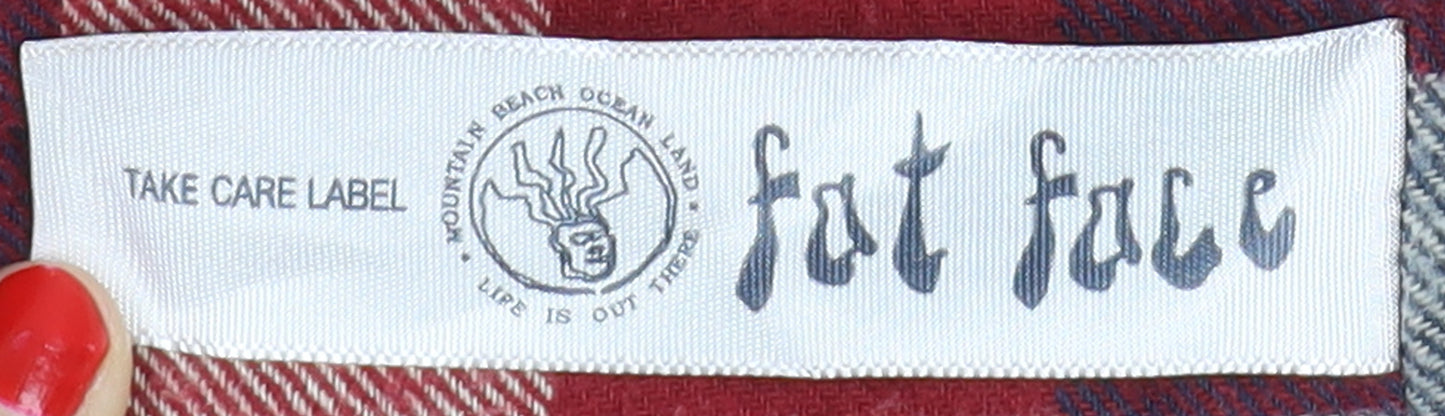 TAKE CARE LABEL
• MOUNTAIN BEACH OCEAN LAND •
LIFE IS OUT THERE
fat face